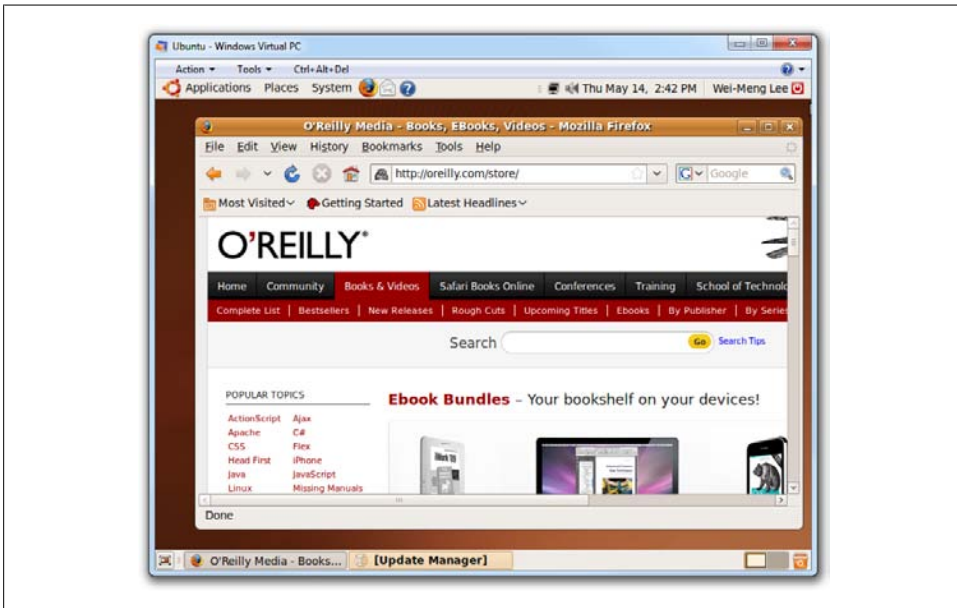 Ubuntu - Windows Virtual PC
Action Tools Ctrl+Alt+Del
Applications Places System Thu May 14, 2:42 PM Wei-Meng Lee
O'Reilly Media - Books, EBooks, Videos - Mozilla Firefox
File Edit View History Bookmarks Tools Help
http://oreilly.com/store/ Google
Most Visited Getting Started Latest Headlines
O'REILLY®
Home Community Books & Videos Safari Books Online Conferences Training School of Technolo
Complete List | Bestsellers | New Releases | Rough Cuts | Upcoming Titles | Ebooks | By Publisher | By Series
Search Go Search Tips
POPULAR TOPICS
Ebook Bundles – Your bookshelf on your devices!
ActionScript Ajax
Apache C#
CSS Flex
Head First iPhone
Java JavaScript
Linux Missing Manuals
Done
O'Reilly Media - Books... [Update Manager]